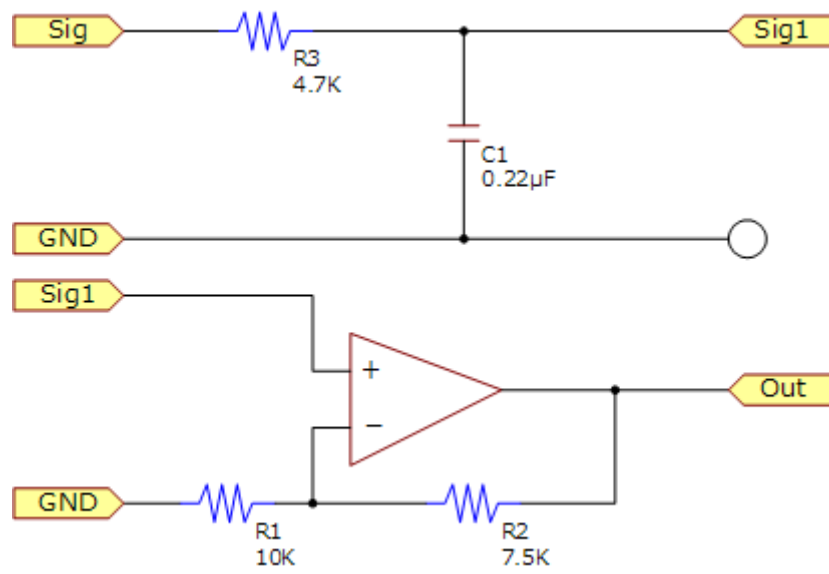 Sig
Sig1
R3
4.7K
C1
0.22µF
GND
Sig1
+
−
Out
GND
R1
10K
R2
7.5K